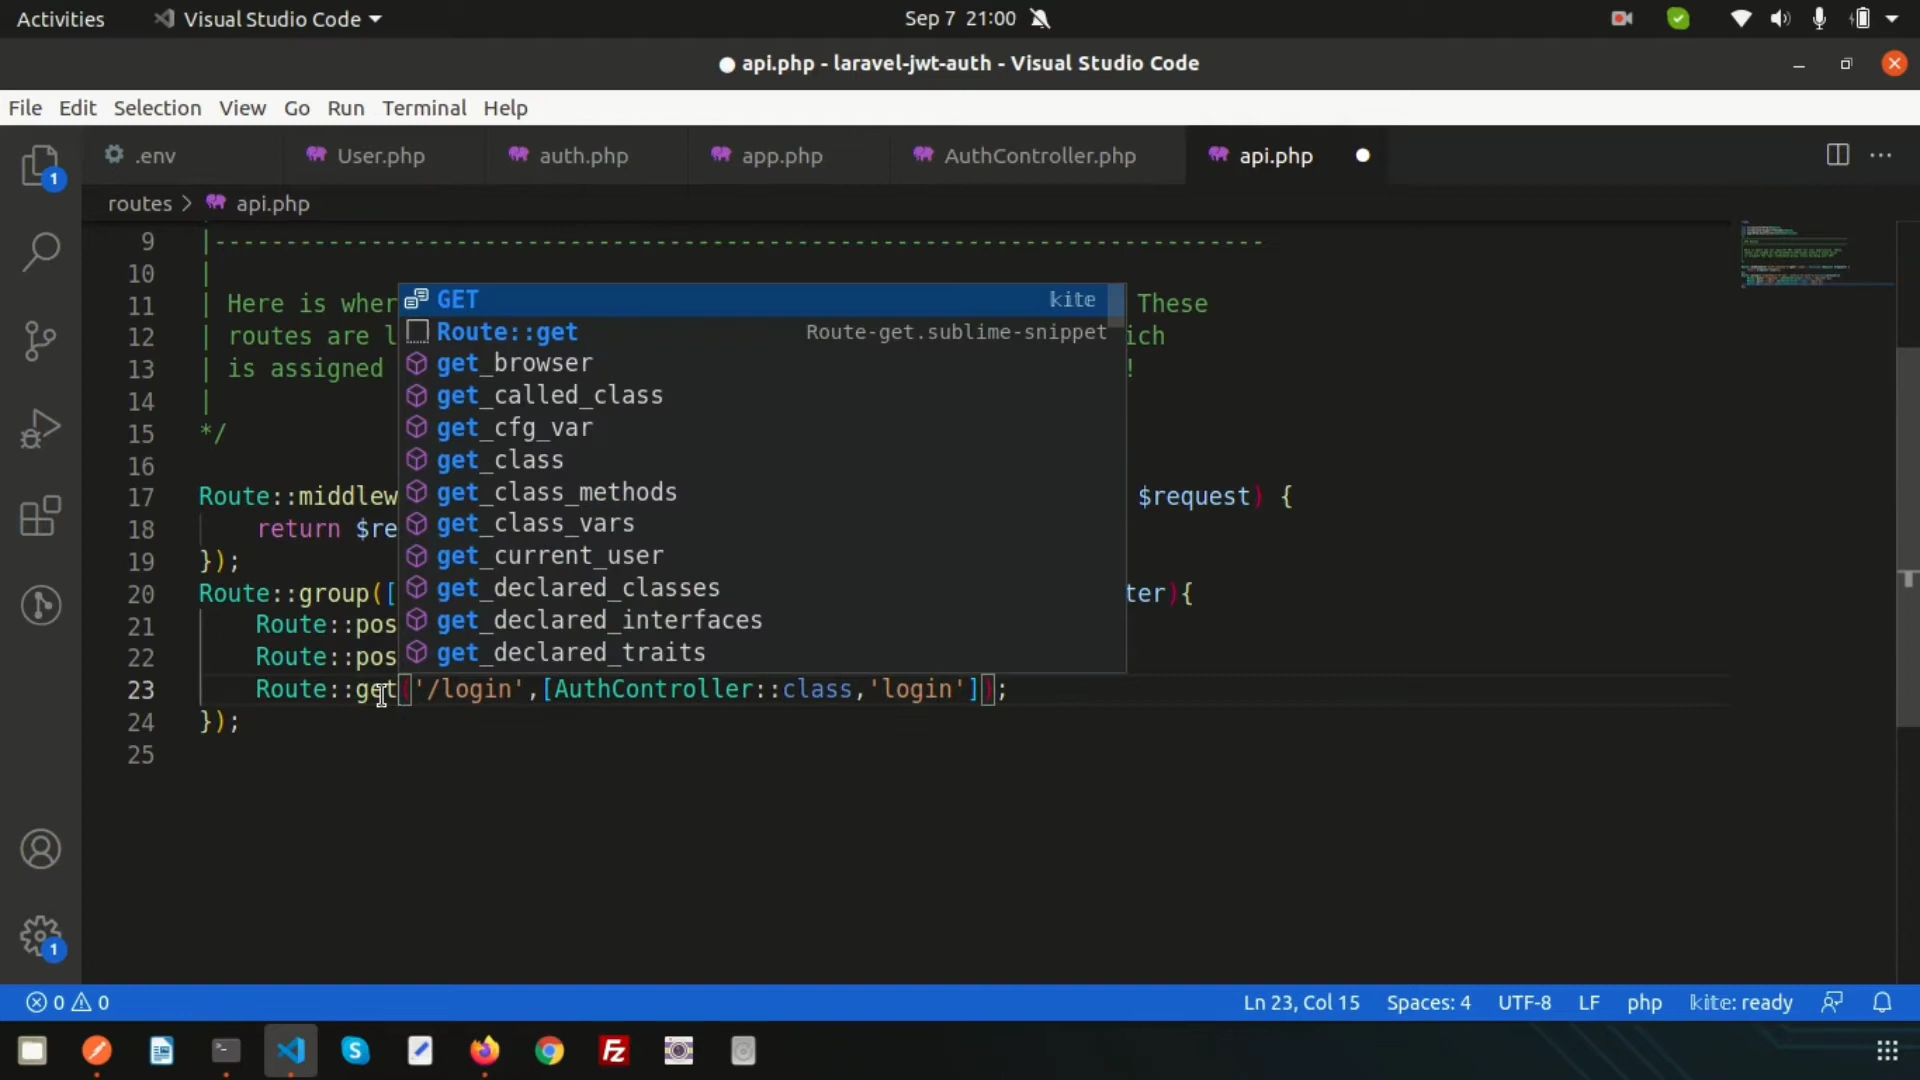 Activities Visual Studio Code Sep 7 21:00
api.php - laravel-jwt-auth - Visual Studio Code
File Edit Selection View Go Run Terminal Help
.env User.php auth.php app.php AuthController.php api.php
1
routes > api.php
9 |--------------------------------------------------------------------------
10 |
11 | Here is wher These
12 | routes are l ich
13 | is assigned !
14 |
15 */
16
17 Route::middlew $request) {
18 return $re
19 });
20 Route::group([ ter){
21 Route::pos
22 Route::pos
23 Route::get('/login',[AuthController::class,'login']);
24 });
25
GET kite
Route::get Route-get.sublime-snippet
get_browser
get_called_class
get_cfg_var
get_class
get_class_methods
get_class_vars
get_current_user
get_declared_classes
get_declared_interfaces
get_declared_traits
1
0 0 Ln 23, Col 15 Spaces: 4 UTF-8 LF php kite: ready